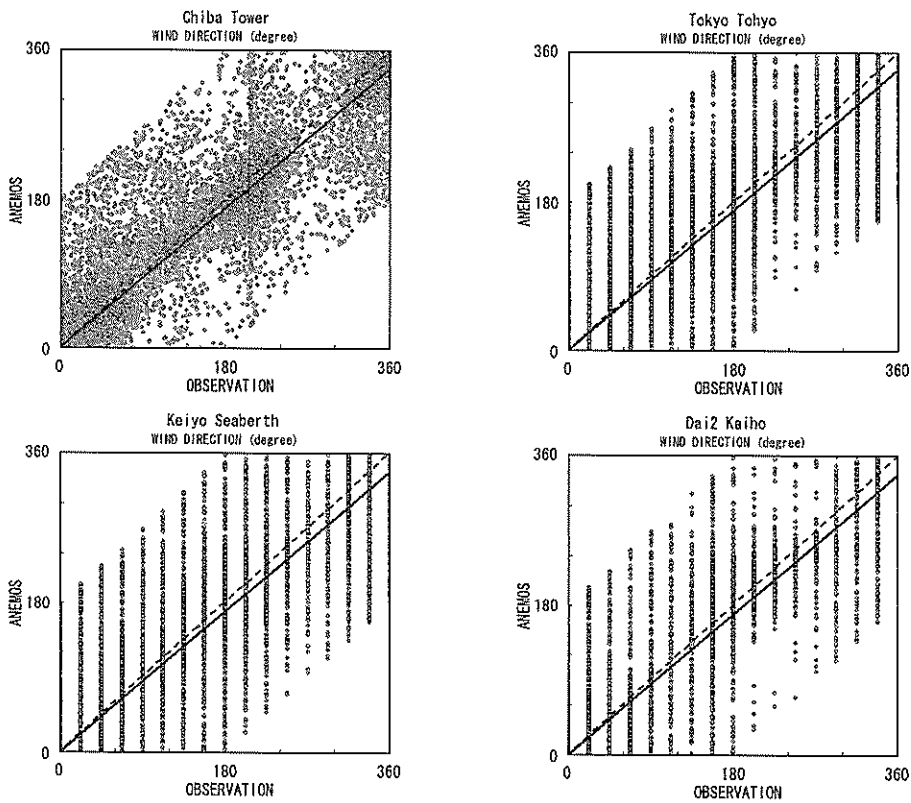 Chiba Tower
WIND DIRECTION (degree)
360
180
0
ANEMOS
0 180 360
OBSERVATION
Tokyo Tohyo
WIND DIRECTION (degree)
360
180
0
ANEMOS
0 180 360
OBSERVATION
Keiyo Seaberth
WIND DIRECTION (degree)
360
180
0
ANEMOS
0 180 360
OBSERVATION
Dai2 Kaiho
WIND DIRECTION (degree)
360
180
0
ANEMOS
0 180 360
OBSERVATION